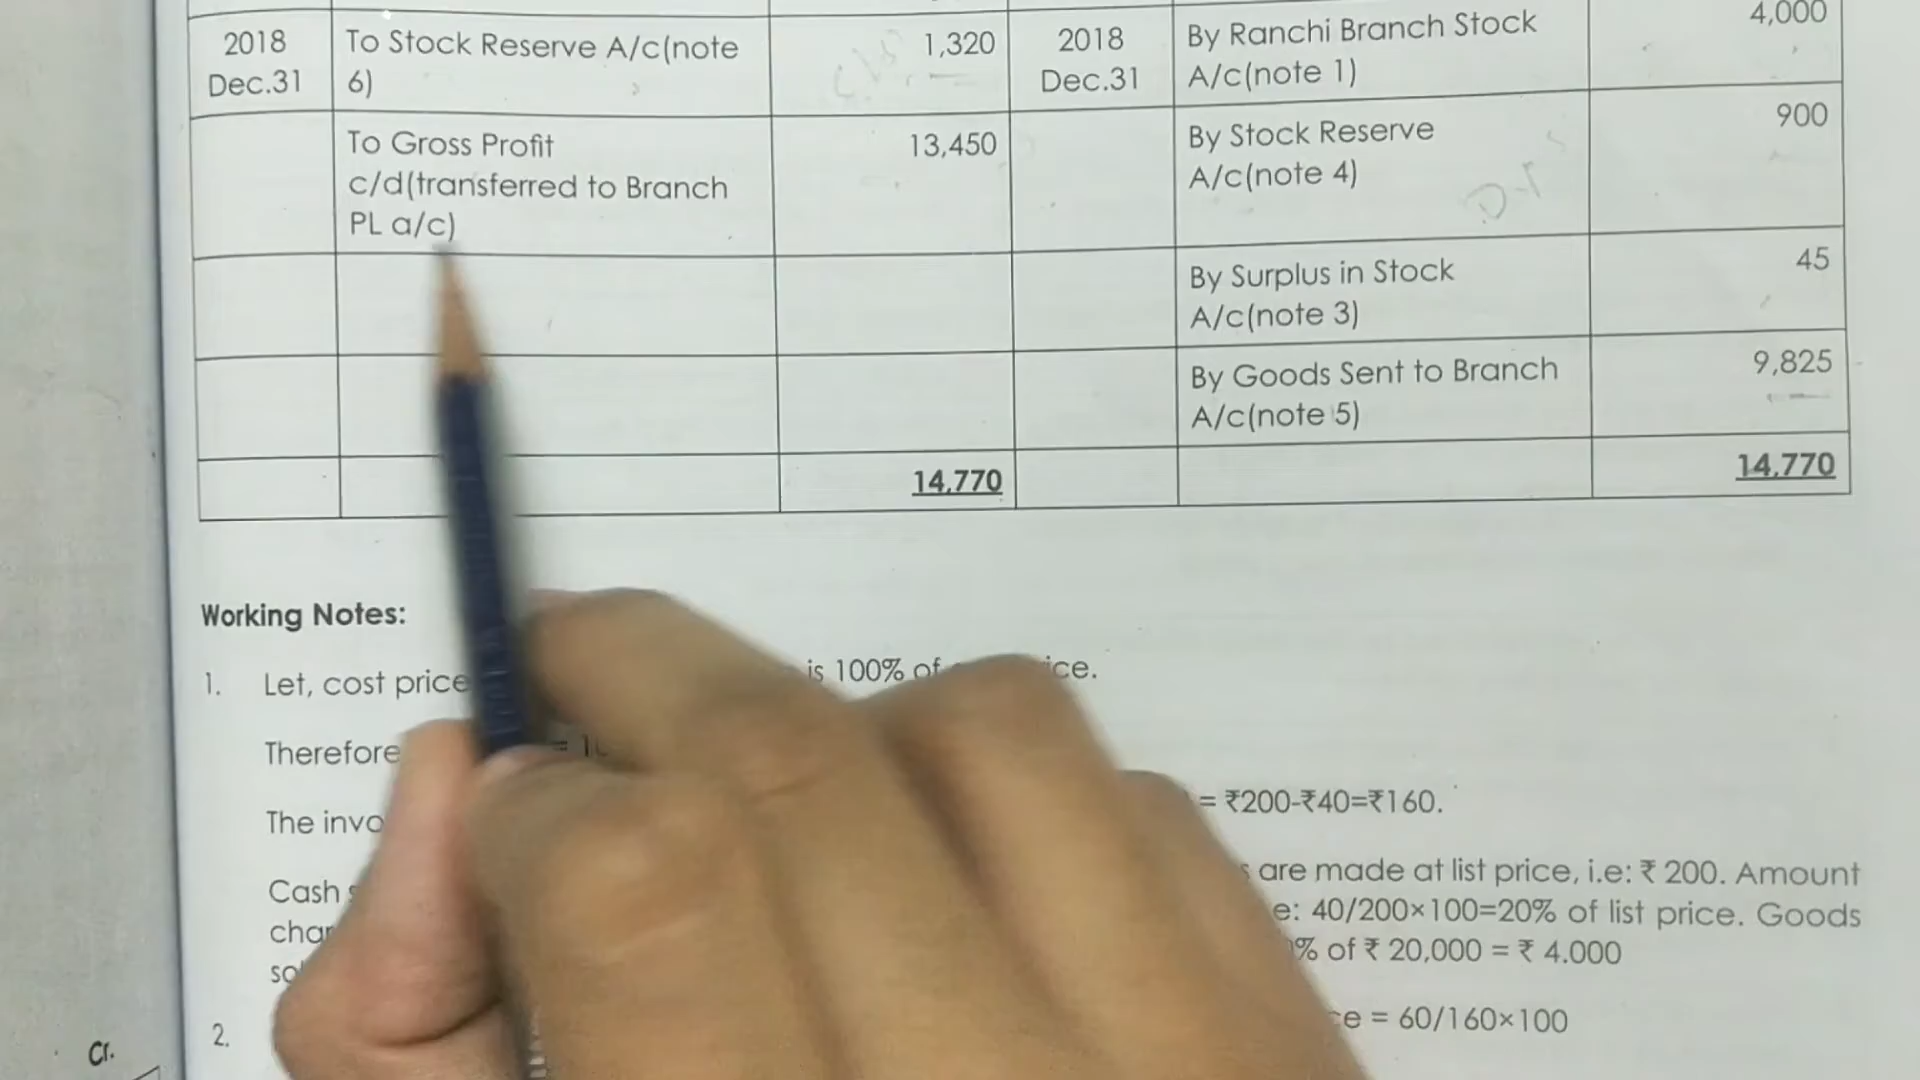 2018 To Stock Reserve A/c(note 1,320 2018 By Ranchi Branch Stock 4,000
Dec.31 6) Dec.31 A/c(note 1)
To Gross Profit 13,450 By Stock Reserve 900
c/d(transferred to Branch A/c(note 4)
PL a/c)
By Surplus in Stock 45
A/c(note 3)
By Goods Sent to Branch 9,825
A/c(note 5)
14,770 14,770
Working Notes:
1. Let, cost price is 100% of
Therefore
The = ₹200-₹40=₹160.
Cash are made at list price, i.e: ₹ 200. Amount
40/200×100=20% of list price. Goods
of ₹ 20,000 = ₹ 4.000
2. = 60/160×100
Cr.